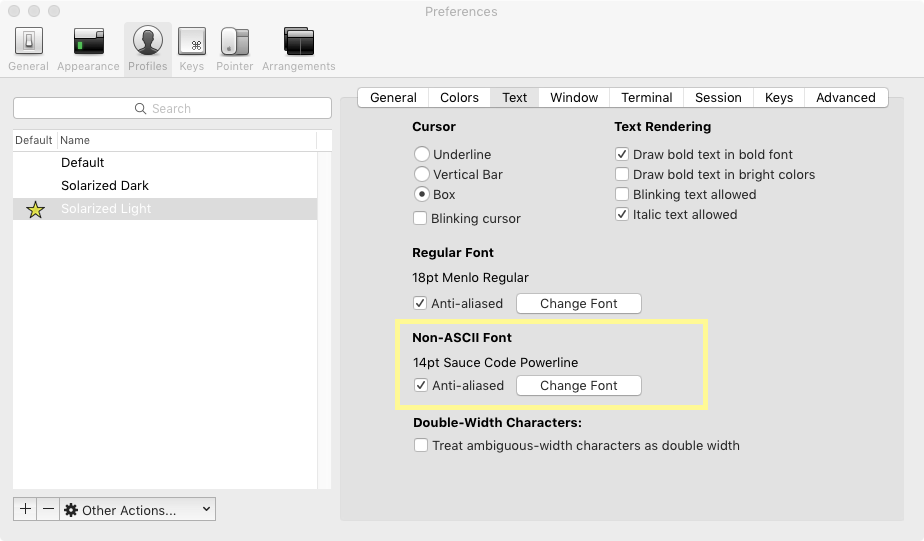 Preferences
General Appearance Profiles Keys Pointer Arrangements
Search
Default Name
Default
Solarized Dark
Solarized Light
Other Actions...
General Colors Text Window Terminal Session Keys Advanced
Cursor
Underline
Vertical Bar
Box
Blinking cursor
Text Rendering
Draw bold text in bold font
Draw bold text in bright colors
Blinking text allowed
Italic text allowed
Regular Font
18pt Menlo Regular
Anti-aliased Change Font
Non-ASCII Font
14pt Sauce Code Powerline
Anti-aliased Change Font
Double-Width Characters:
Treat ambiguous-width characters as double width